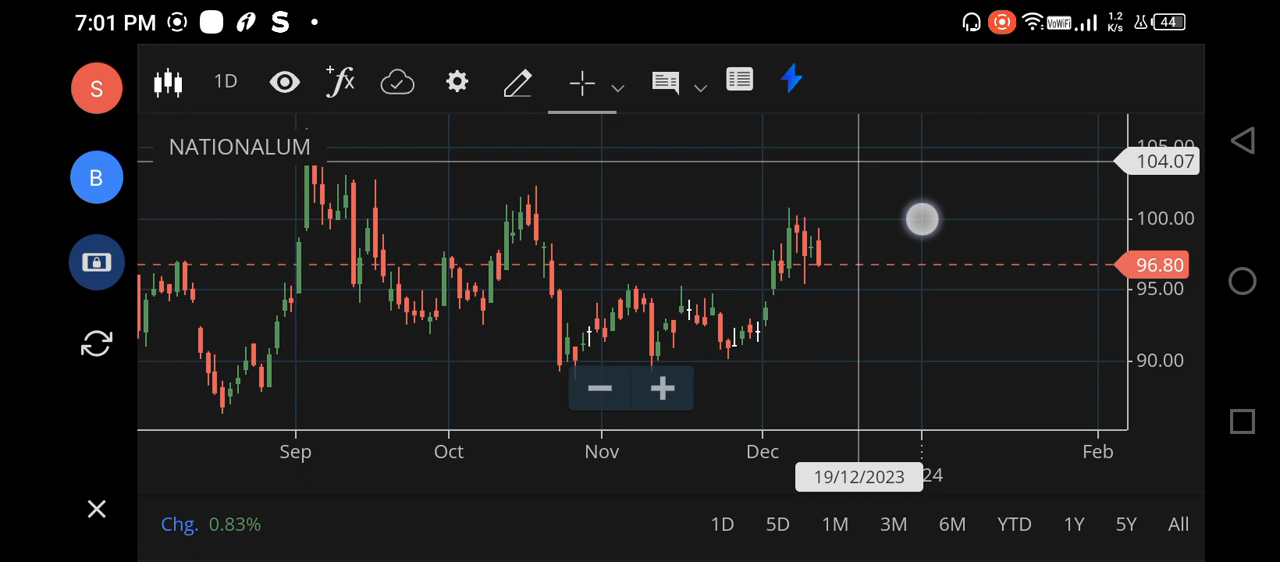 7:01 PM S VoWiFi 1.2 K/s 44
S 1D +fx
NATIONALUM
105.00
104.07
B
100.00
96.80
95.00
90.00
− +
Sep Oct Nov Dec Feb
19/12/2023 24
Chg. 0.83% 1D 5D 1M 3M 6M YTD 1Y 5Y All